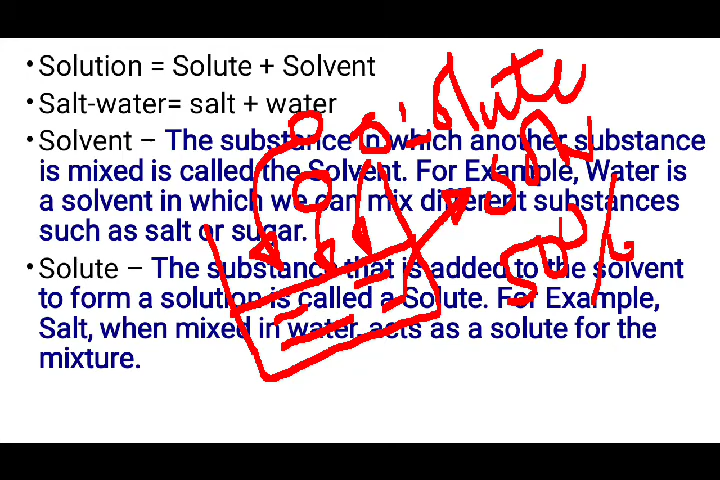 • Solution = Solute + Solvent
• Salt-water= salt + water
• Solvent – The substance in which another substance
is mixed is called the Solvent. For Example, Water is
a solvent in which we can mix different substances
such as salt or sugar.
• Solute – The substance that is added to the solvent
to form a solution is called a Solute. For Example,
Salt, when mixed in water, acts as a solute for the
mixture.
solute